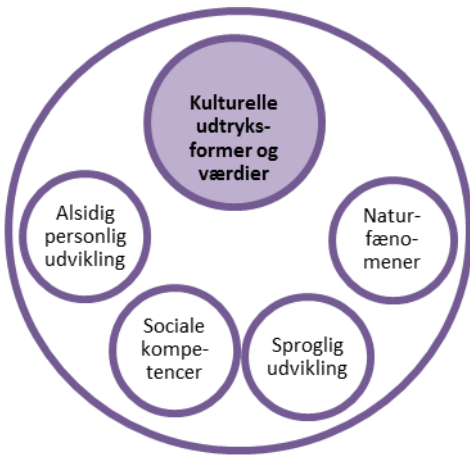 Kulturelle
udtryks-
former og
værdier
Alsidig
personlig
udvikling
Natur-
fæno-
mener
Sociale
kompe-
tencer
Sproglig
udvikling